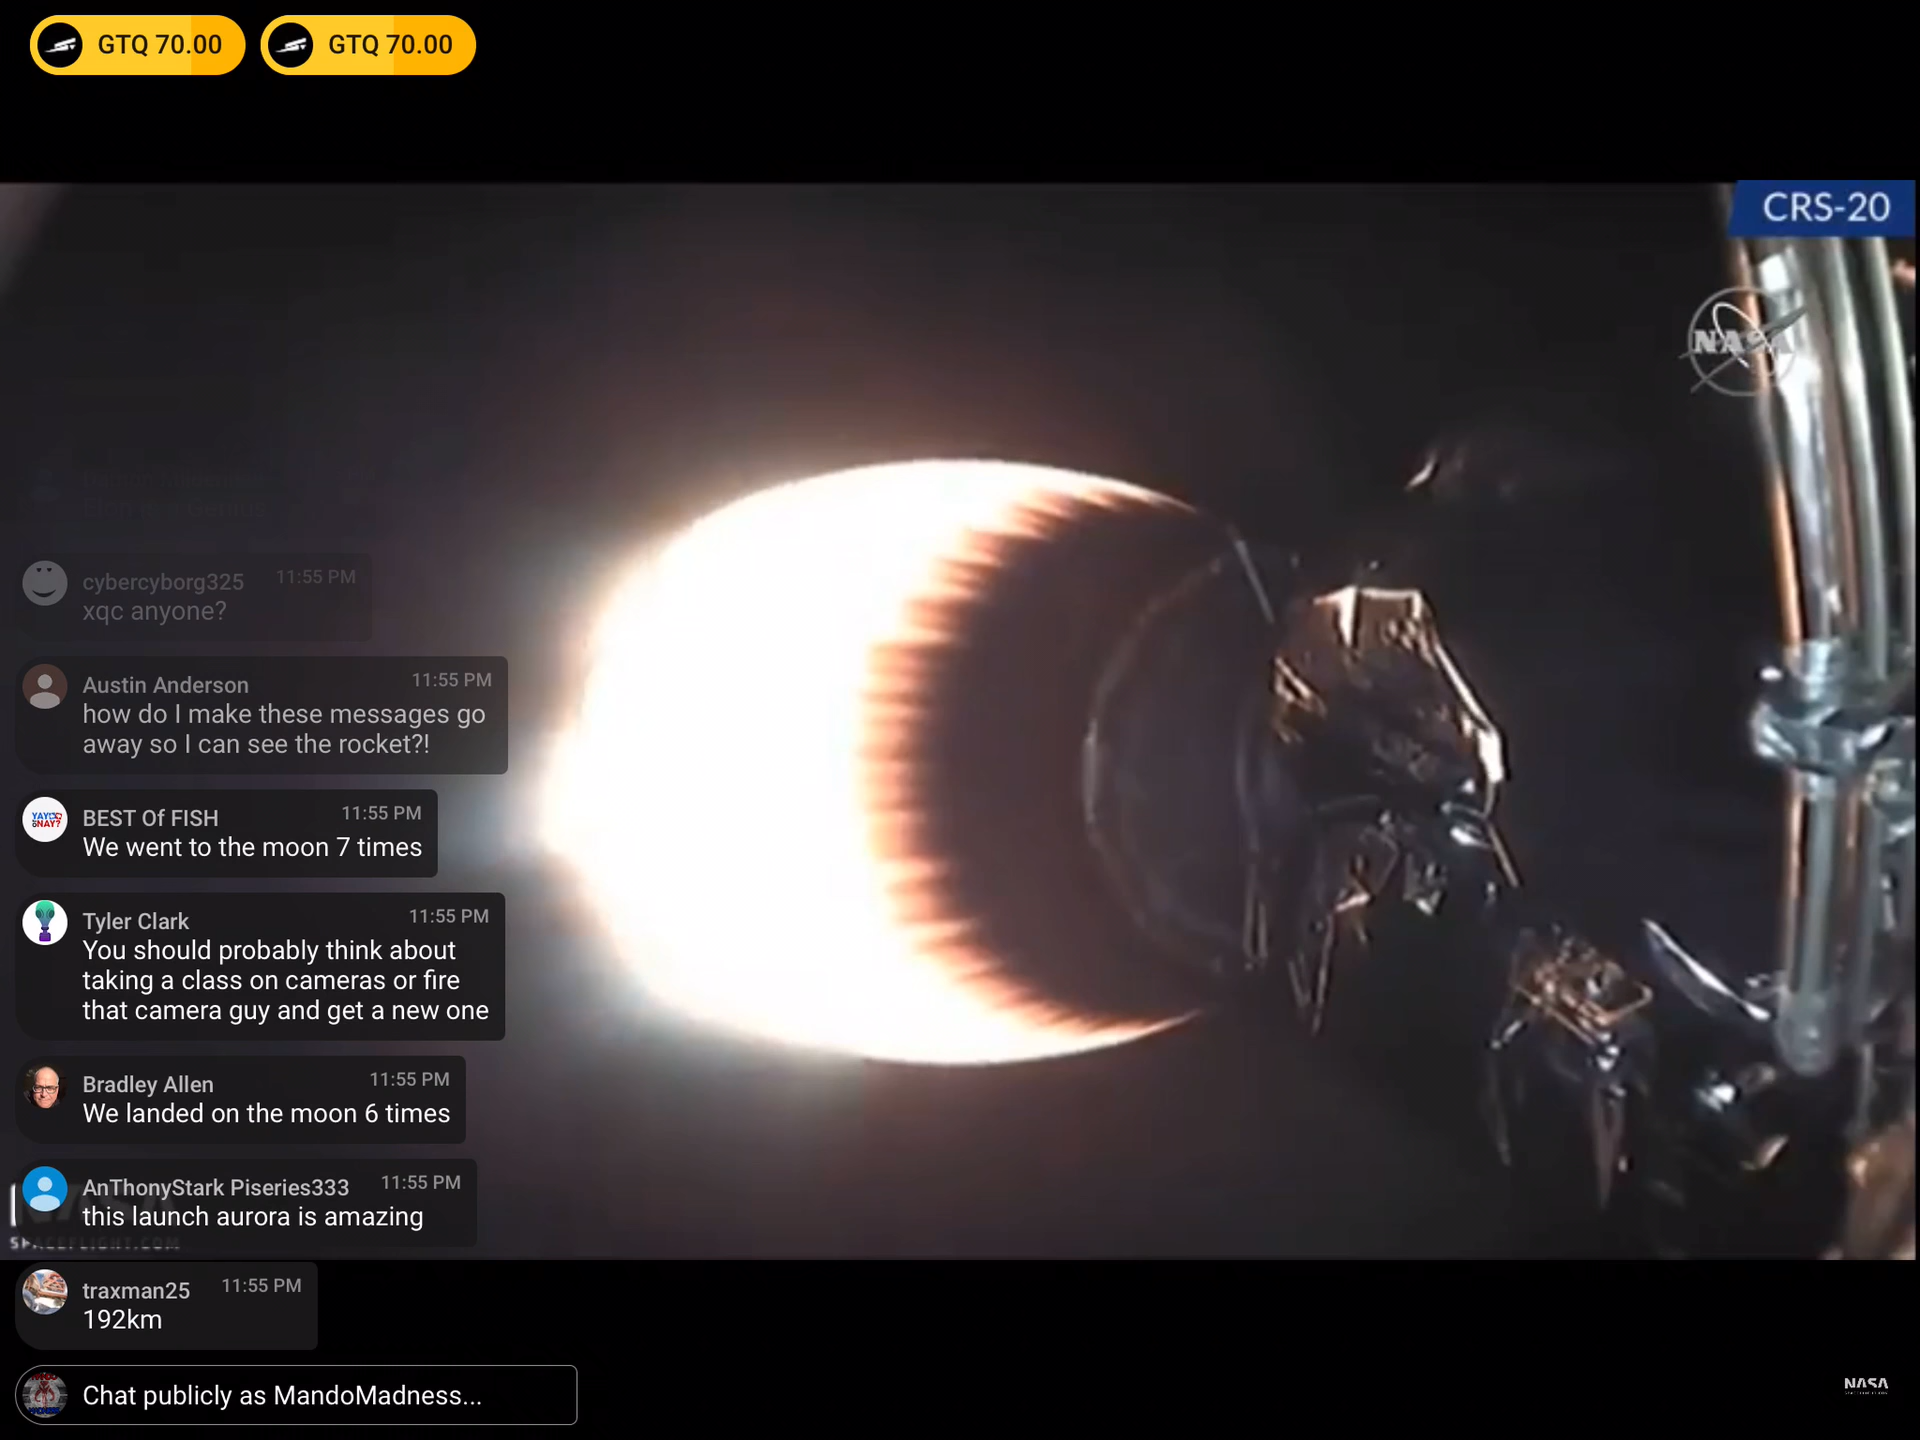 GTQ 70.00
GTQ 70.00
CRS-20
NASA
cybercyborg325 11:55 PM
xqc anyone?
Austin Anderson 11:55 PM
how do I make these messages go
away so I can see the rocket?!
YAY
NAY?
BEST Of FISH 11:55 PM
We went to the moon 7 times
Tyler Clark 11:55 PM
You should probably think about
taking a class on cameras or fire
that camera guy and get a new one
Bradley Allen 11:55 PM
We landed on the moon 6 times
AnThonyStark Piseries333 11:55 PM
this launch aurora is amazing
NASA
SPACEFLIGHT.COM
traxman25 11:55 PM
192km
Chat publicly as MandoMadness...
NASA